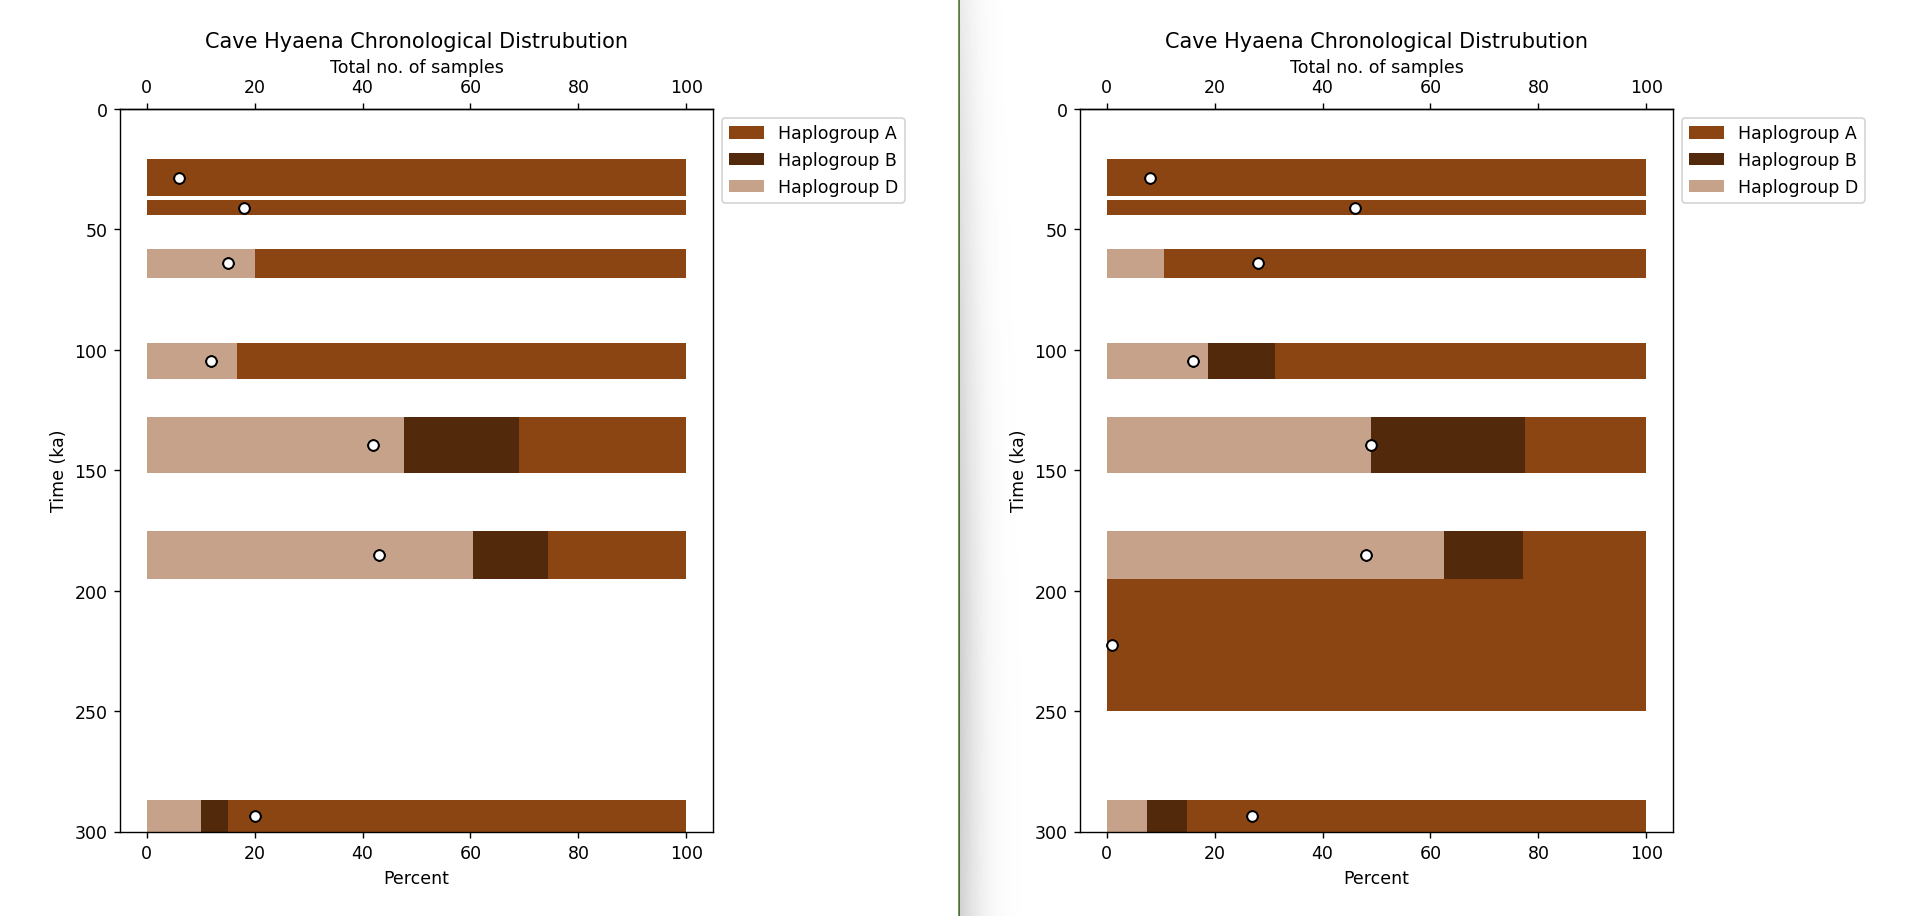 Cave Hyaena Chronological Distrubution
Total no. of samples
0 20 40 60 80 100
Haplogroup A
Haplogroup B
Haplogroup D
Time (ka)
0
50
100
150
200
250
300
0 20 40 60 80 100
Percent
Cave Hyaena Chronological Distrubution
Total no. of samples
0 20 40 60 80 100
Haplogroup A
Haplogroup B
Haplogroup D
Time (ka)
0
50
100
150
200
250
300
0 20 40 60 80 100
Percent